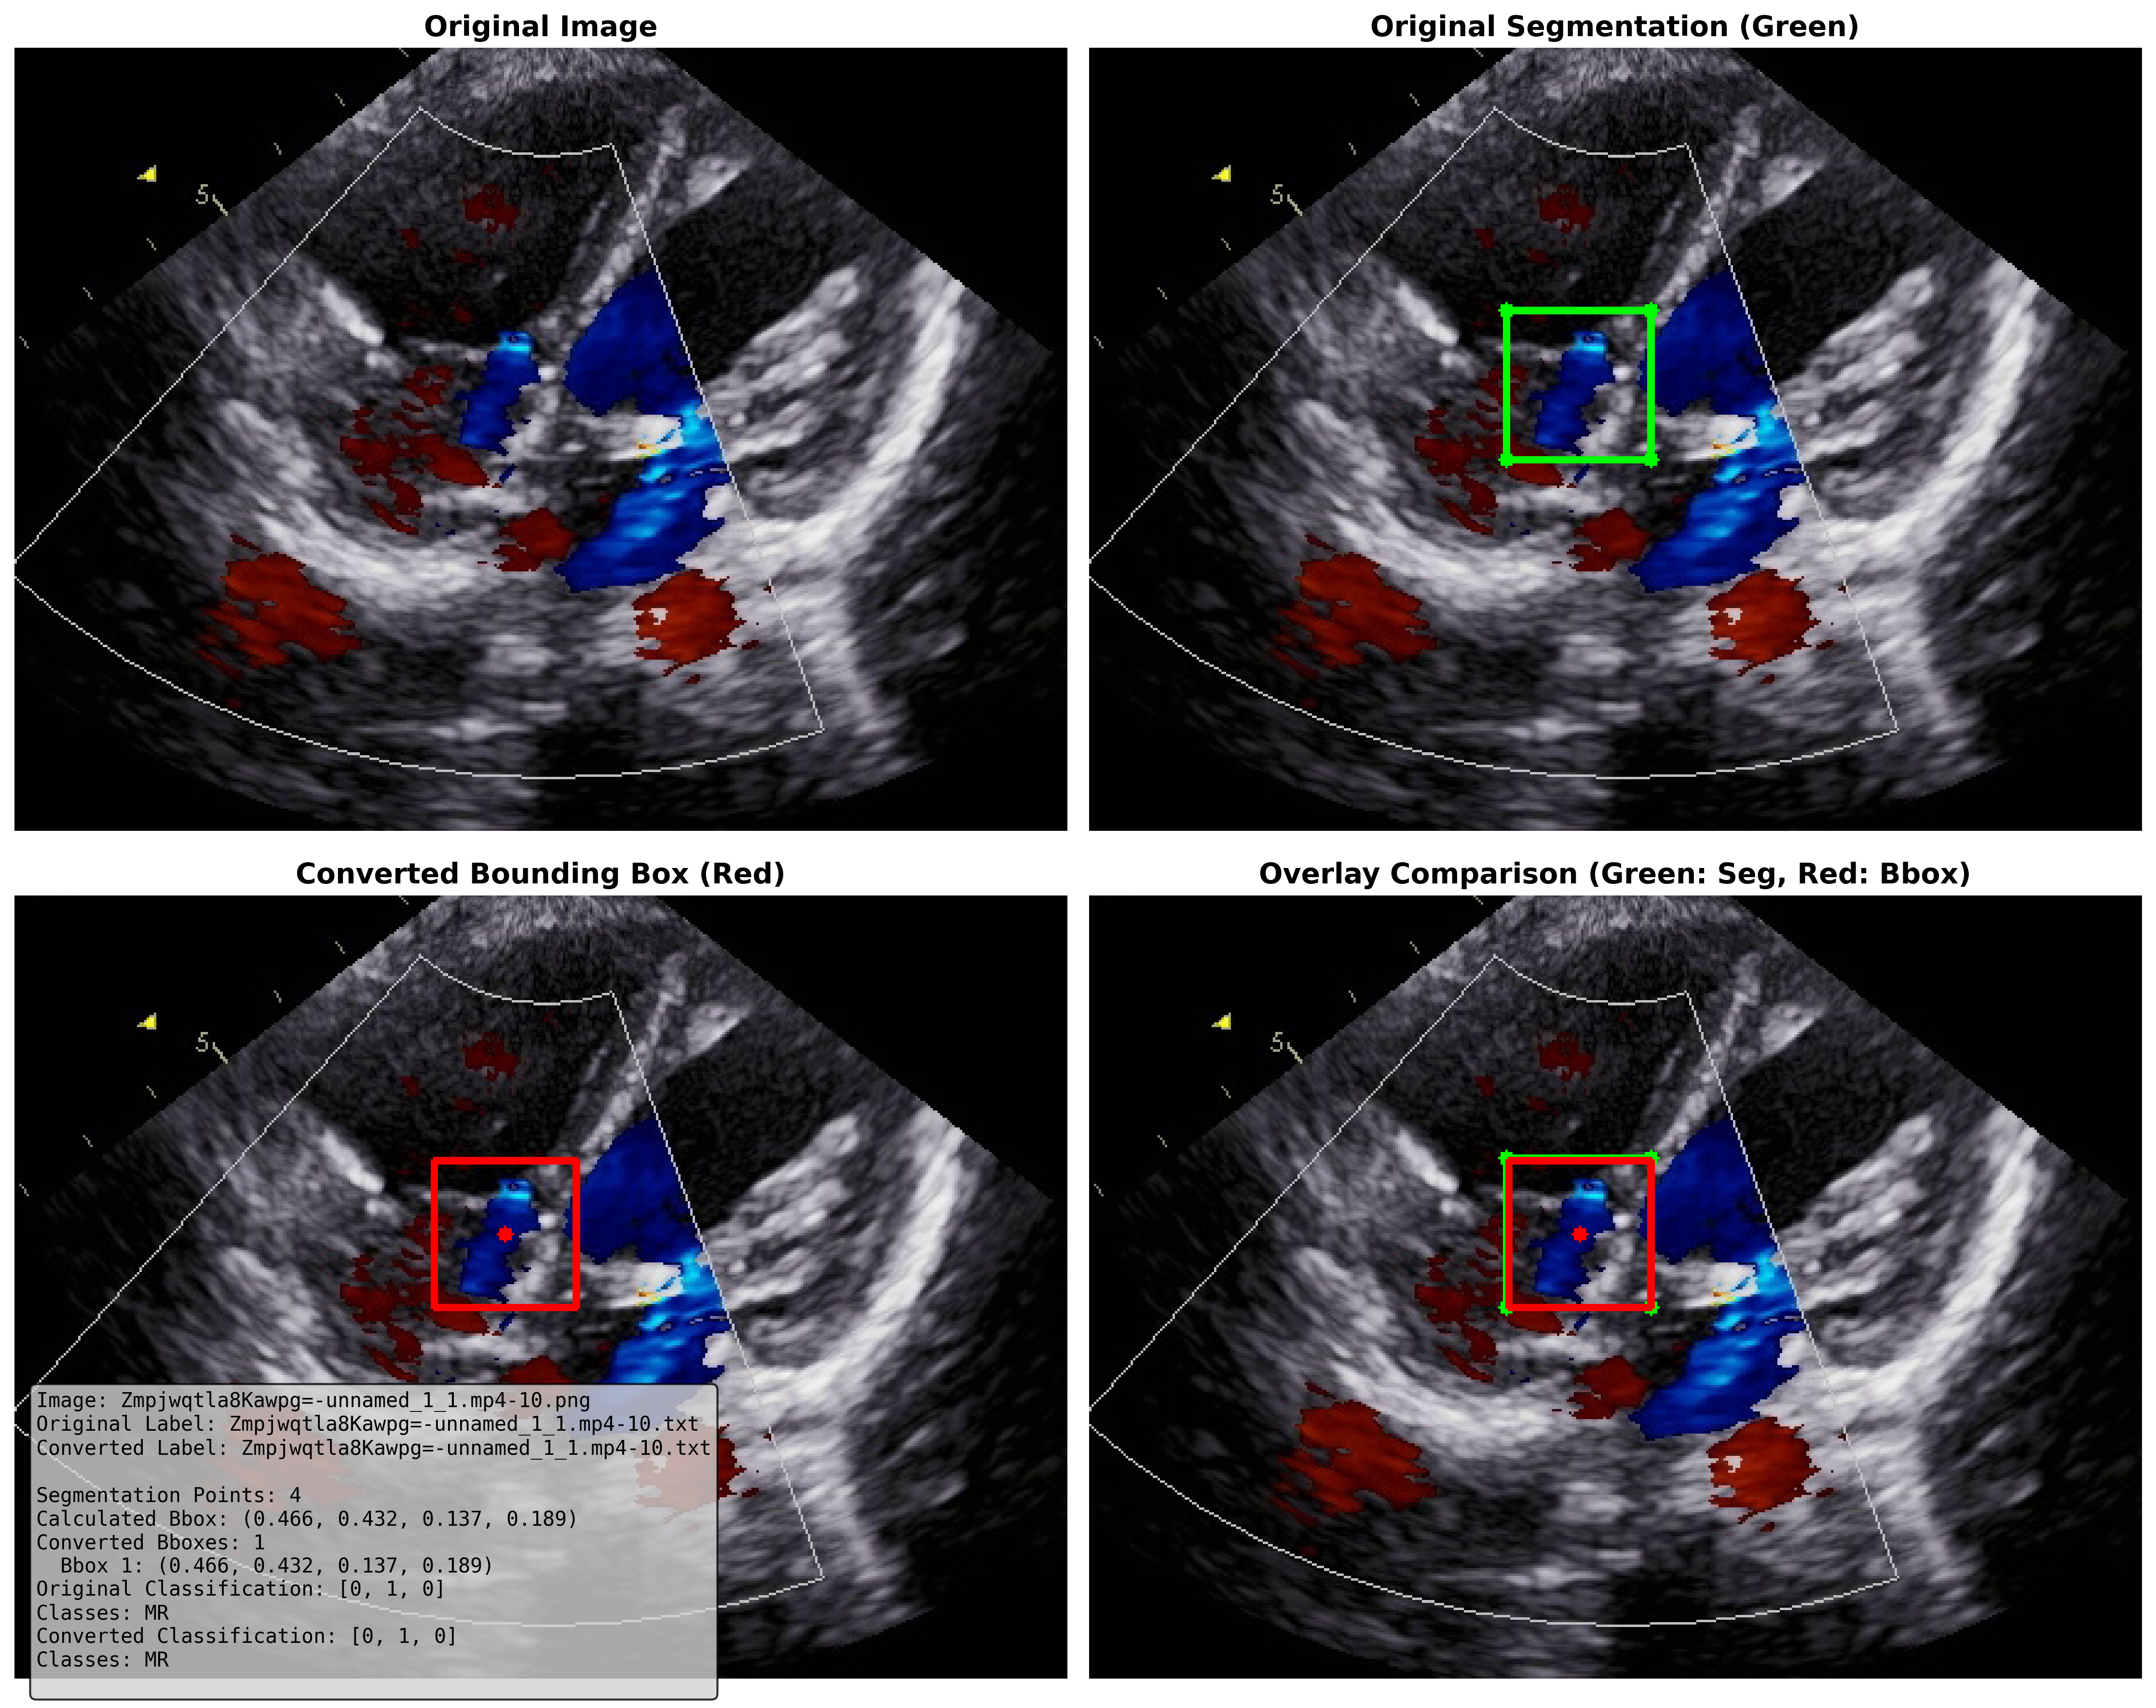 Original Image
Original Segmentation (Green)
5
5
Converted Bounding Box (Red)
Overlay Comparison (Green: Seg, Red: Bbox)
5
5
Image: Zmpjwqtla8Kawpg=-unnamed_1_1.mp4-10.png
Original Label: Zmpjwqtla8Kawpg=-unnamed_1_1.mp4-10.txt
Converted Label: Zmpjwqtla8Kawpg=-unnamed_1_1.mp4-10.txt
Segmentation Points: 4
Calculated Bbox: (0.466, 0.432, 0.137, 0.189)
Converted Bboxes: 1
Bbox 1: (0.466, 0.432, 0.137, 0.189)
Original Classification: [0, 1, 0]
Classes: MR
Converted Classification: [0, 1, 0]
Classes: MR